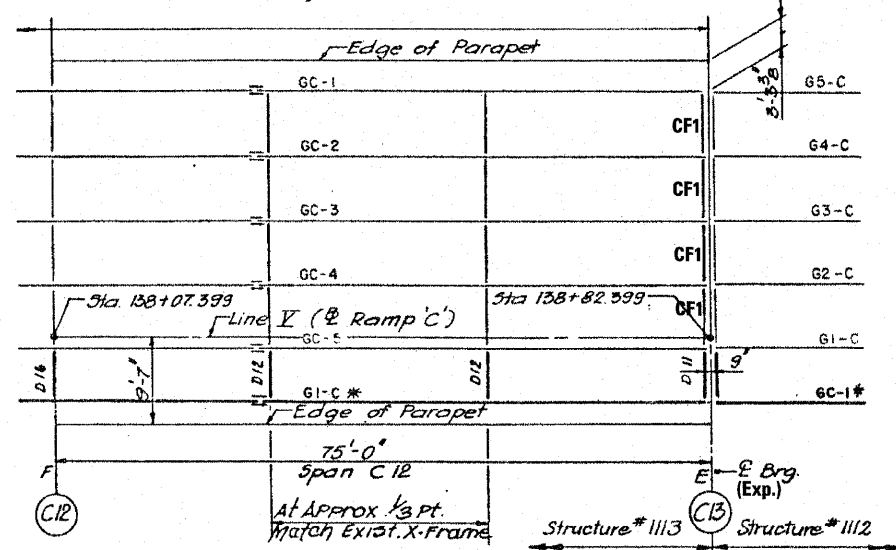 Edge of Parapet
GC-1
G5-C
3'-3 3/8"
CF1
GC-2
G4-C
CF1
GC-3
G3-C
CF1
GC-4
G2-C
Sta. 138+07.399
Sta 138+82.399
CF1
Line V (℄ Ramp 'C')
GC-5
G1-C
D16
9'-7"
D12
D12
D11
9"
G1-C *
GC-1*
Edge of Parapet
75'-0"
Span C 12
F
E
℄ Brg.
(Exp.)
C12
At Approx. 1/3 Pt.
Match Exist. X-Frame
C13
Structure # 1113
Structure # 1112